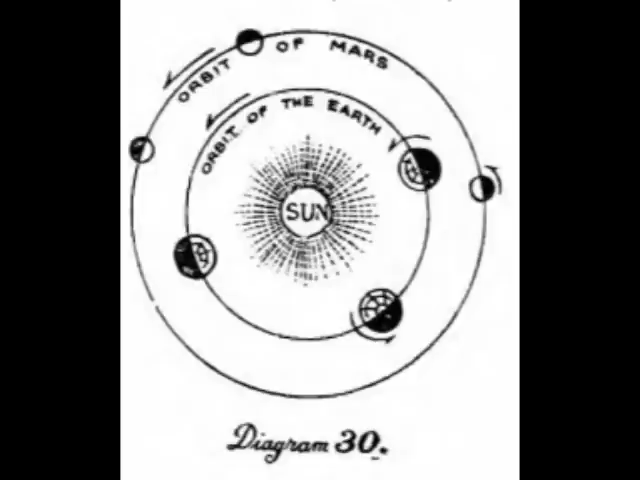 ORBIT OF MARS
ORBIT OF THE EARTH
SUN
Diagram 30.